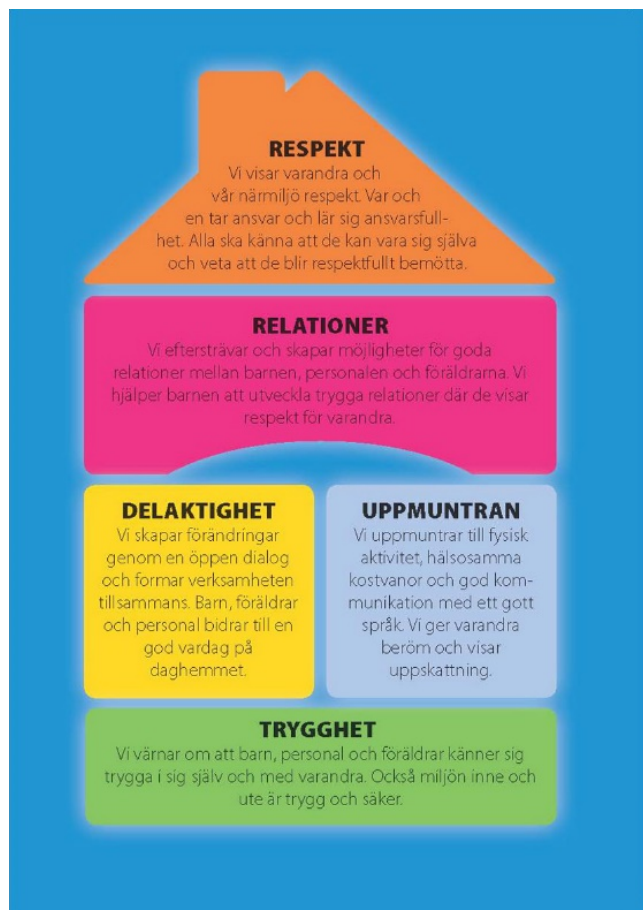 RESPEKT
Vi visar varandra och
vår närmiljö respekt. Var och
en tar ansvar och lär sig ansvarsfull-
het. Alla ska känna att de kan vara sig själva
och veta att de blir respektfullt bemötta.
RELATIONER
Vi eftersträvar och skapar möjligheter för goda
relationer mellan barnen, personalen och föräldrarna. Vi
hjälper barnen att utveckla trygga relationer där de visar
respekt för varandra.
DELAKTIGHET
Vi skapar förändringar
genom en öppen dialog
och formar verksamheten
tillsammans. Barn, föräldrar
och personal bidrar till en
god vardag på
daghemmet.
UPPMUNTRAN
Vi uppmuntrar till fysisk
aktivitet, hälsosamma
kostvanor och god kom-
munikation med ett gott
språk. Vi ger varandra
beröm och visar
uppskattning.
TRYGGHET
Vi värnar om att barn, personal och föräldrar känner sig
trygga i sig själv och med varandra. Också miljön inne och
ute är trygg och säker.